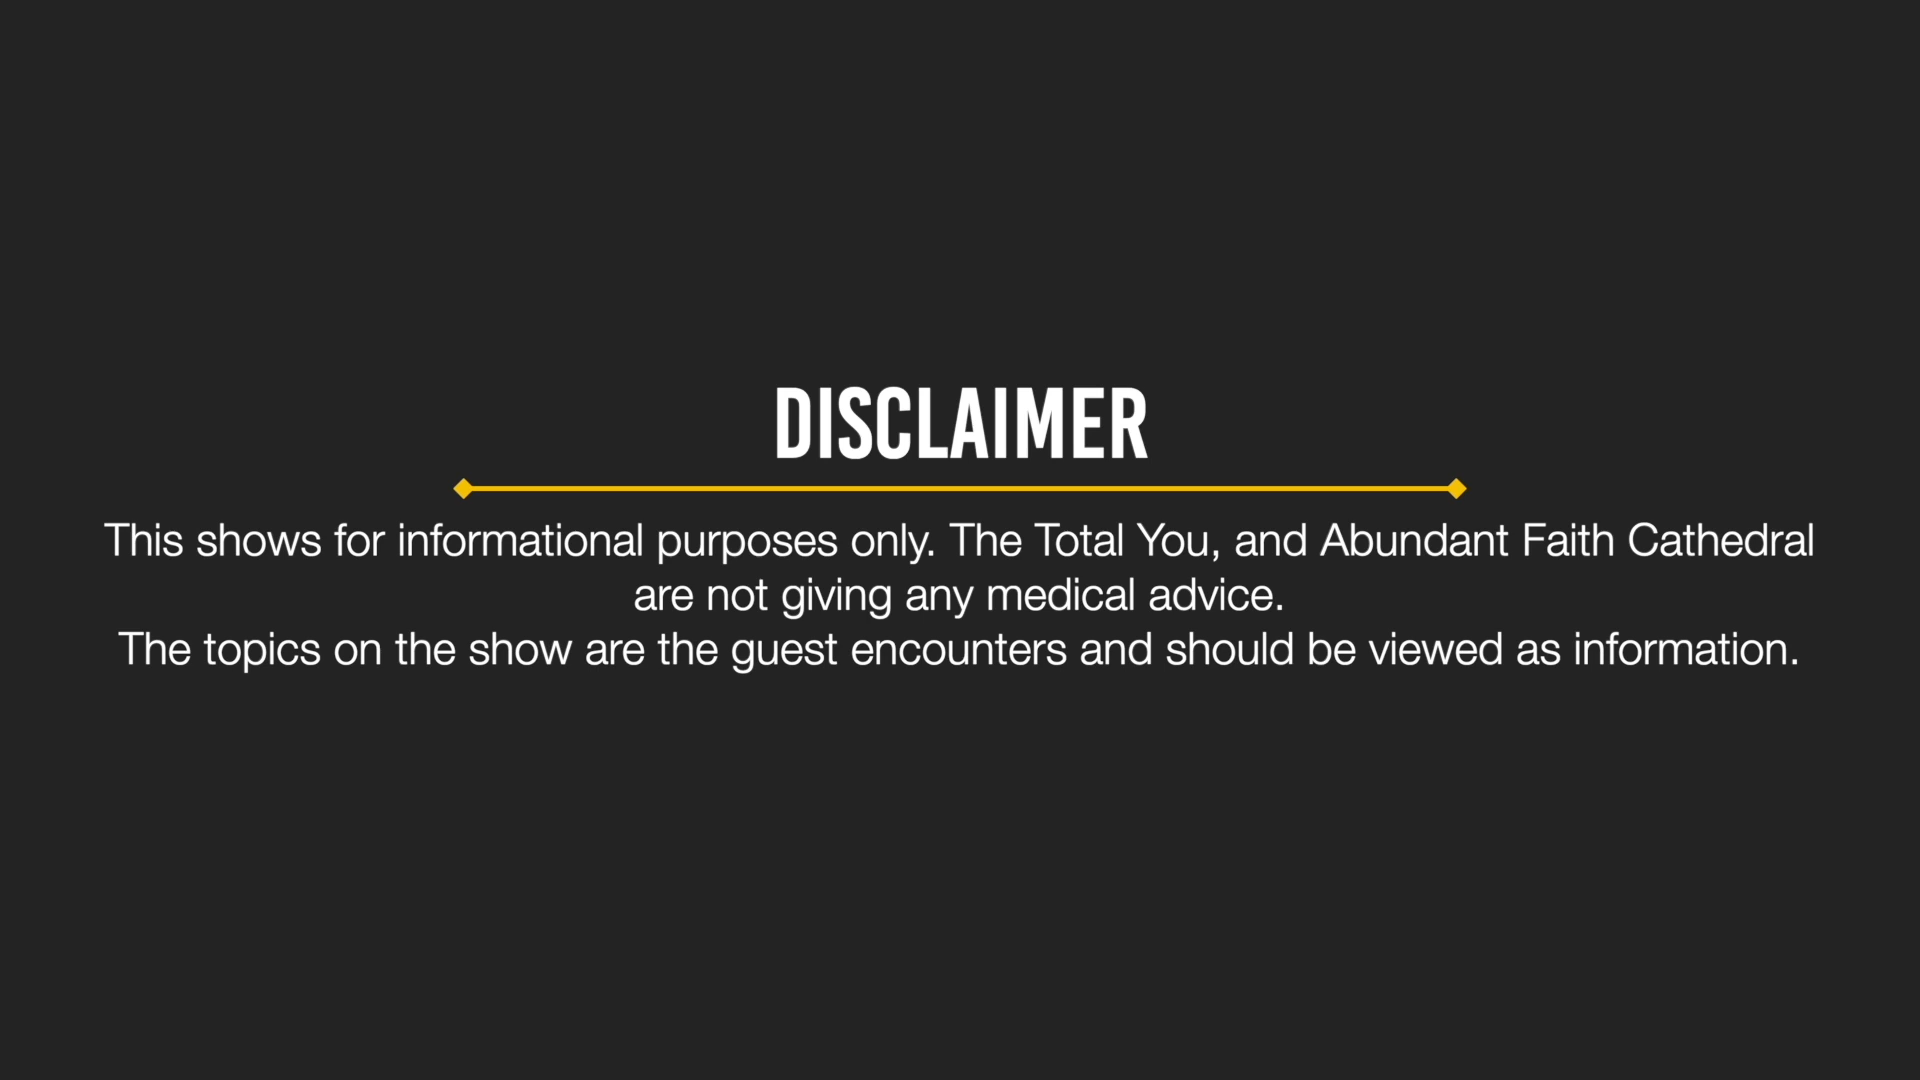 DISCLAIMER
This shows for informational purposes only. The Total You, and Abundant Faith Cathedral
are not giving any medical advice.
The topics on the show are the guest encounters and should be viewed as information.